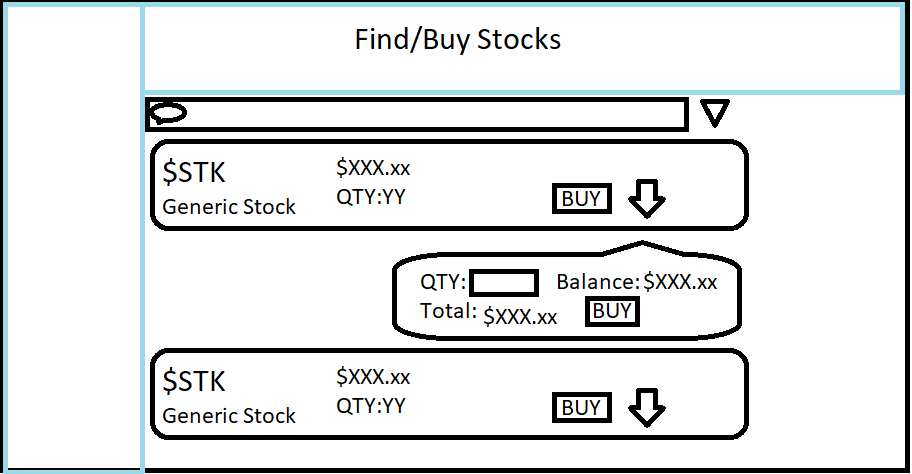 Find/Buy Stocks
$STK $XXX.xx
Generic Stock QTY:YY BUY
QTY: Balance: $XXX.xx
Total: $XXX.xx BUY
$STK $XXX.xx
Generic Stock QTY:YY BUY